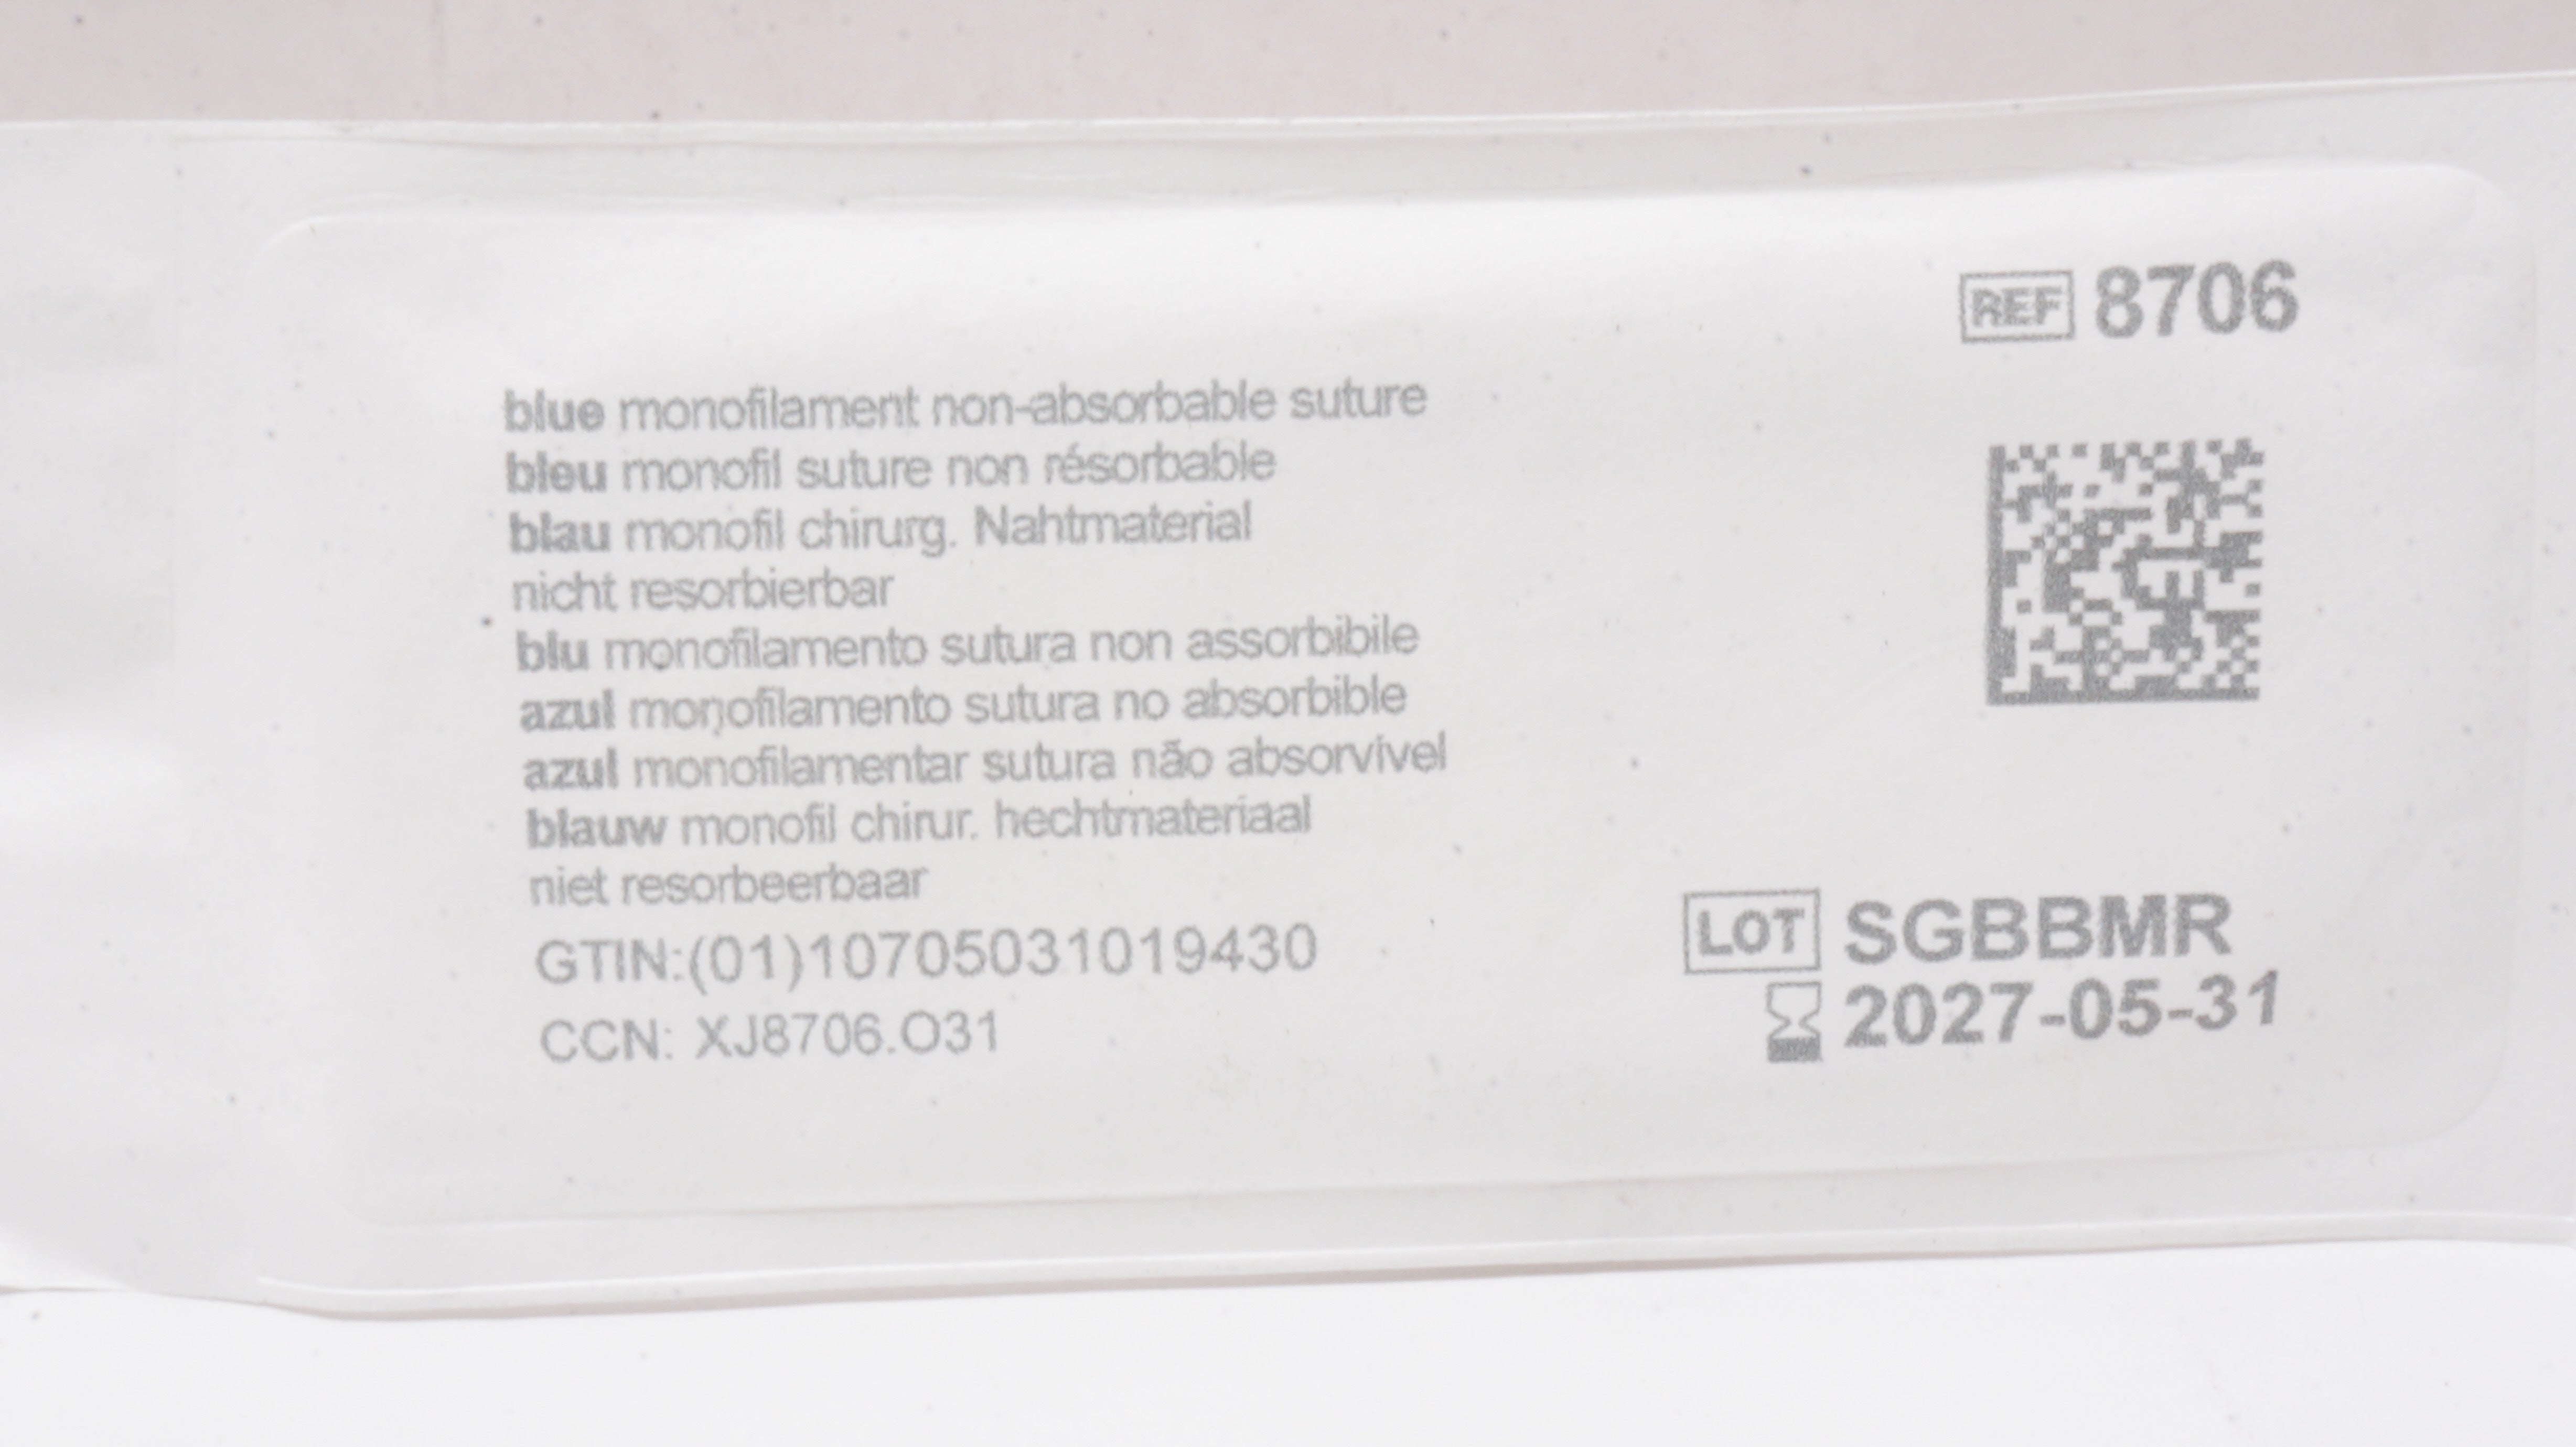 REF 8706
blue monofilament non-absorbable suture
bleu monofil suture non résorbable
blau monofil chirurg. Nahtmaterial
nicht resorbierbar
blu monofilamento sutura non assorbibile
azul monofilamento sutura no absorbible
azul monofilamentar sutura não absorvível
blauw monofil chirur. hechtmateriaal
niet resorbeerbaar
GTIN:(01)10705031019430
CCN: XJ8706.O31
LOT SGBBMR
2027-05-31